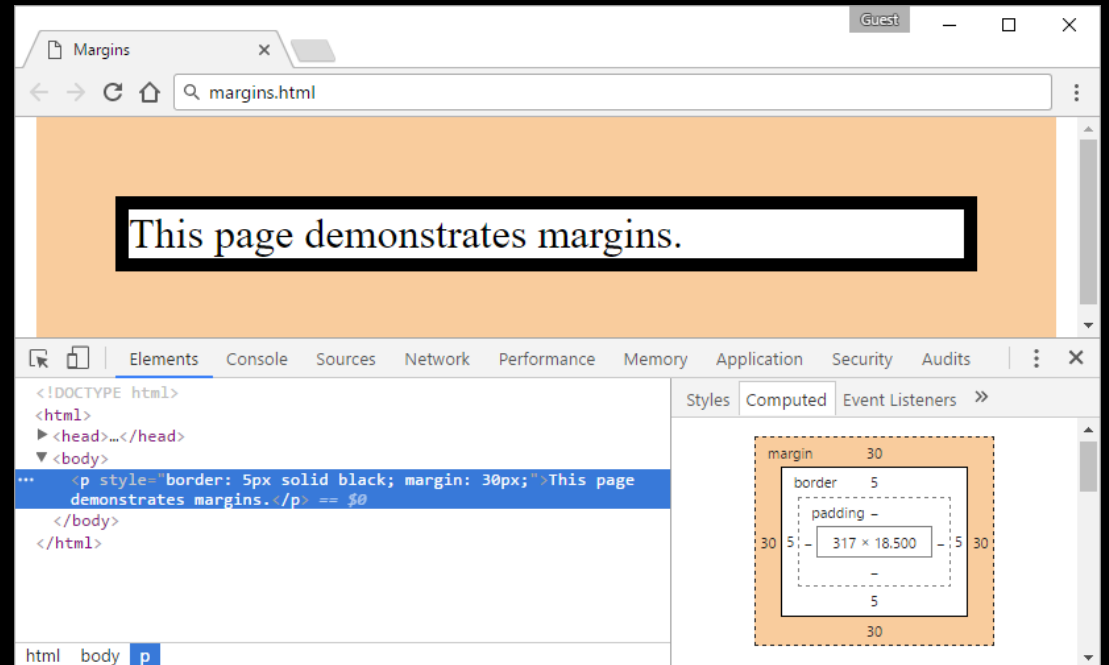 Guest
Margins
margins.html
This page demonstrates margins.
Elements Console Sources Network Performance Memory Application Security Audits
<!DOCTYPE html>
<html>
<head>…</head>
<body>
<p style="border: 5px solid black; margin: 30px;">This page
demonstrates margins.</p> == $0
</body>
</html>
html body p
Styles Computed Event Listeners »
margin 30
border 5
padding –
30 5 – 317 × 18.500 – 5 30
–
5
30